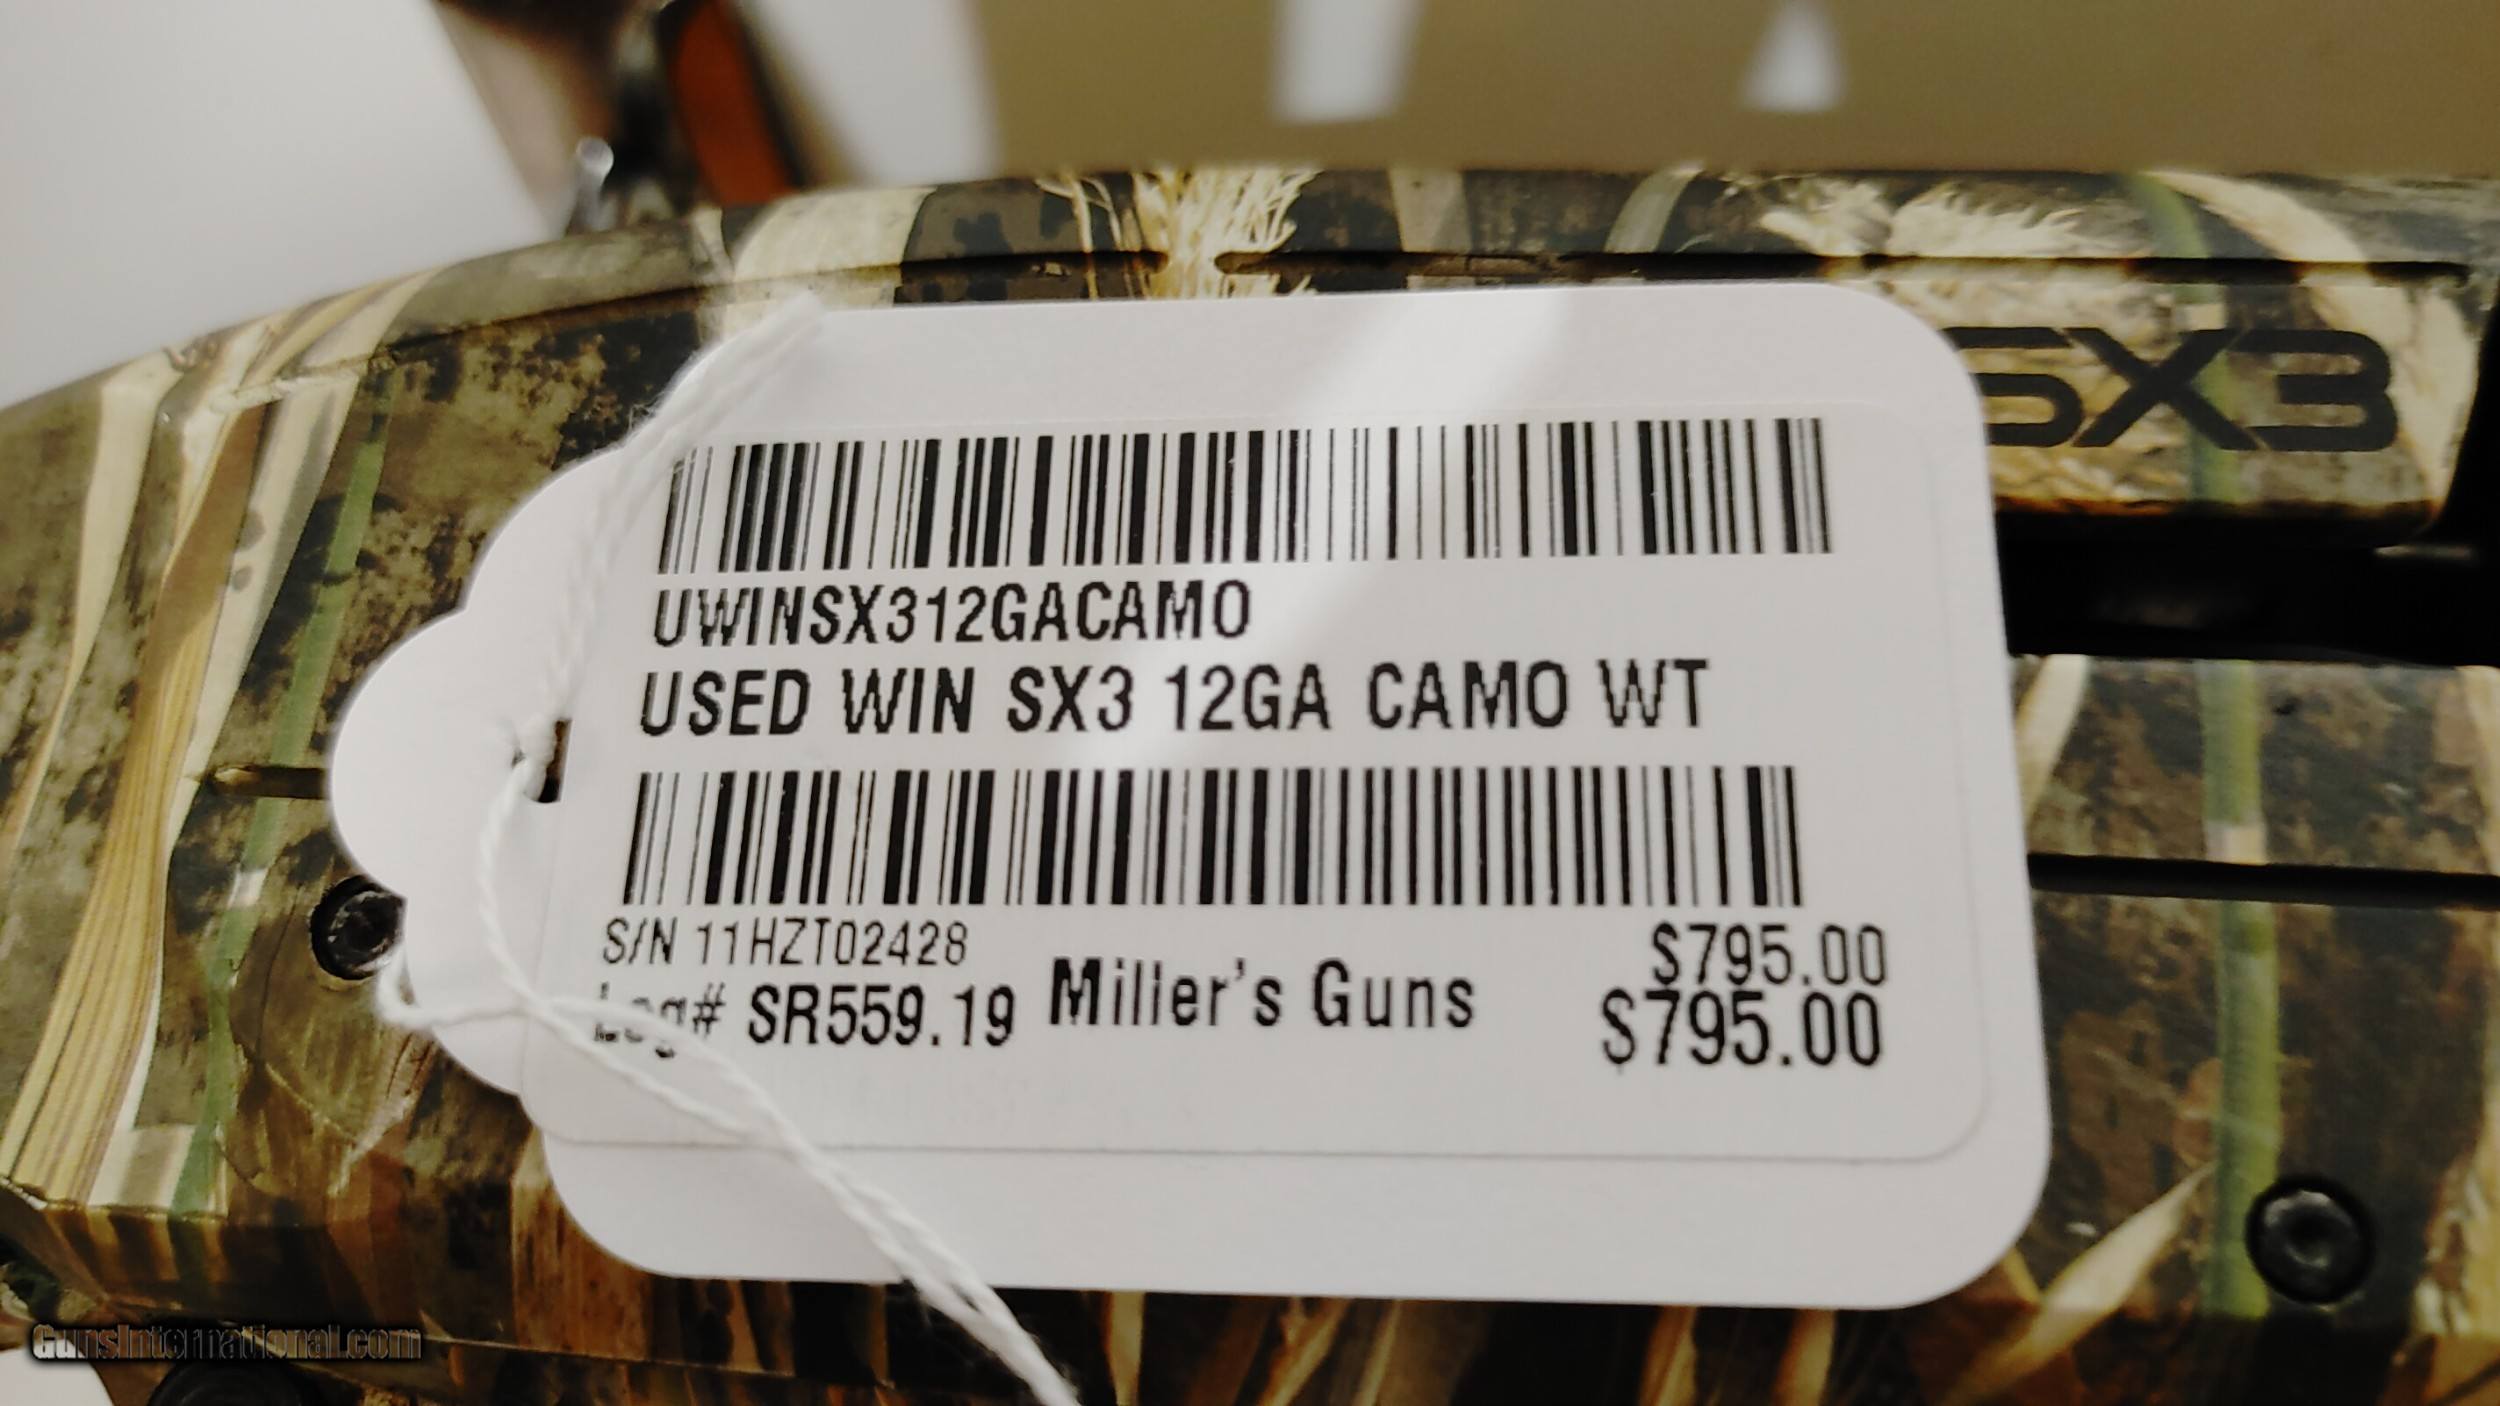 SX3
UWINSX312GACAMO
USED WIN SX3 12GA CAMO WT
S/N 11HZT02428
$795.00
Log# SR559.19 Miller's Guns $795.00
GunsInternational.com